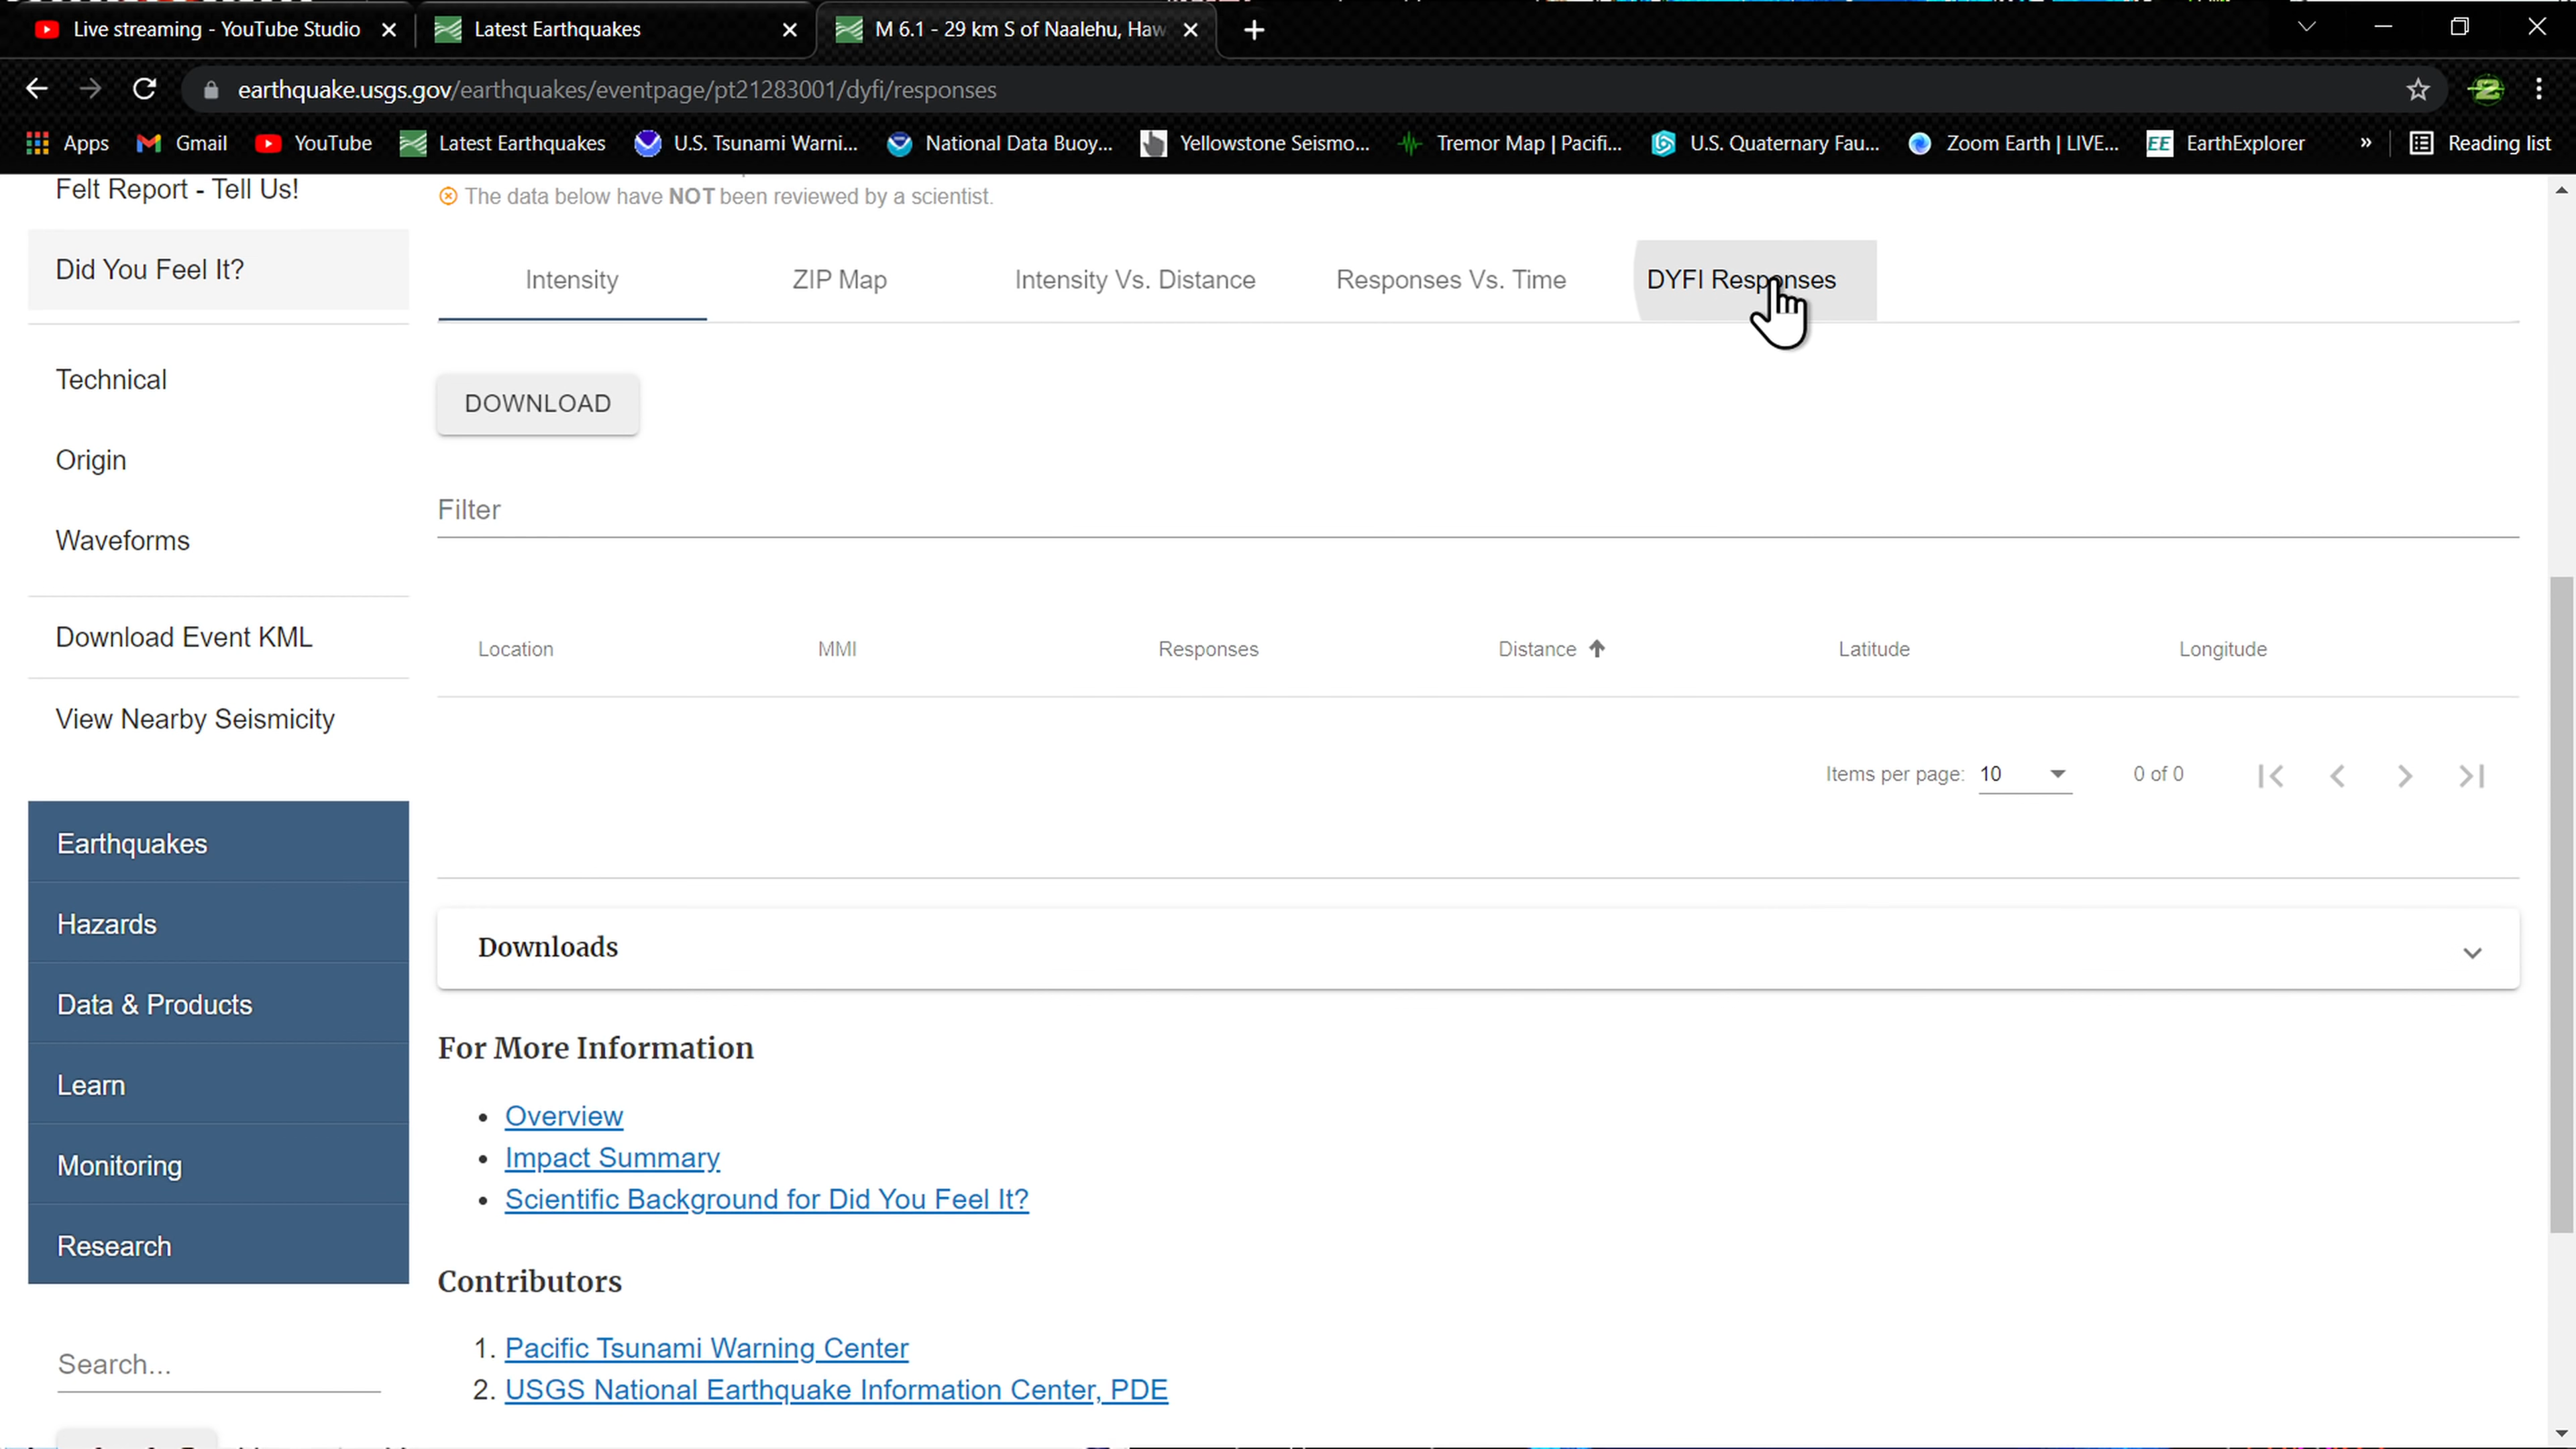 Live streaming - YouTube Studio
Latest Earthquakes
M 6.1 - 29 km S of Naalehu, Haw
earthquake.usgs.gov/earthquakes/eventpage/pt21283001/dyfi/responses
Apps
Gmail
YouTube
Latest Earthquakes
U.S. Tsunami Warni...
National Data Buoy...
Yellowstone Seismo...
Tremor Map | Pacifi...
U.S. Quaternary Fau...
Zoom Earth | LIVE...
EE EarthExplorer
»
Reading list
Felt Report - Tell Us!
Did You Feel It?
Technical
Origin
Waveforms
Download Event KML
View Nearby Seismicity
Earthquakes
Hazards
Data & Products
Learn
Monitoring
Research
Search...
The data below have NOT been reviewed by a scientist.
Intensity
ZIP Map
Intensity Vs. Distance
Responses Vs. Time
DYFI Responses
DOWNLOAD
Filter
Location MMI Responses Distance Latitude Longitude
Items per page: 10 0 of 0
Downloads
For More Information
• Overview
• Impact Summary
• Scientific Background for Did You Feel It?
Contributors
1. Pacific Tsunami Warning Center
2. USGS National Earthquake Information Center, PDE